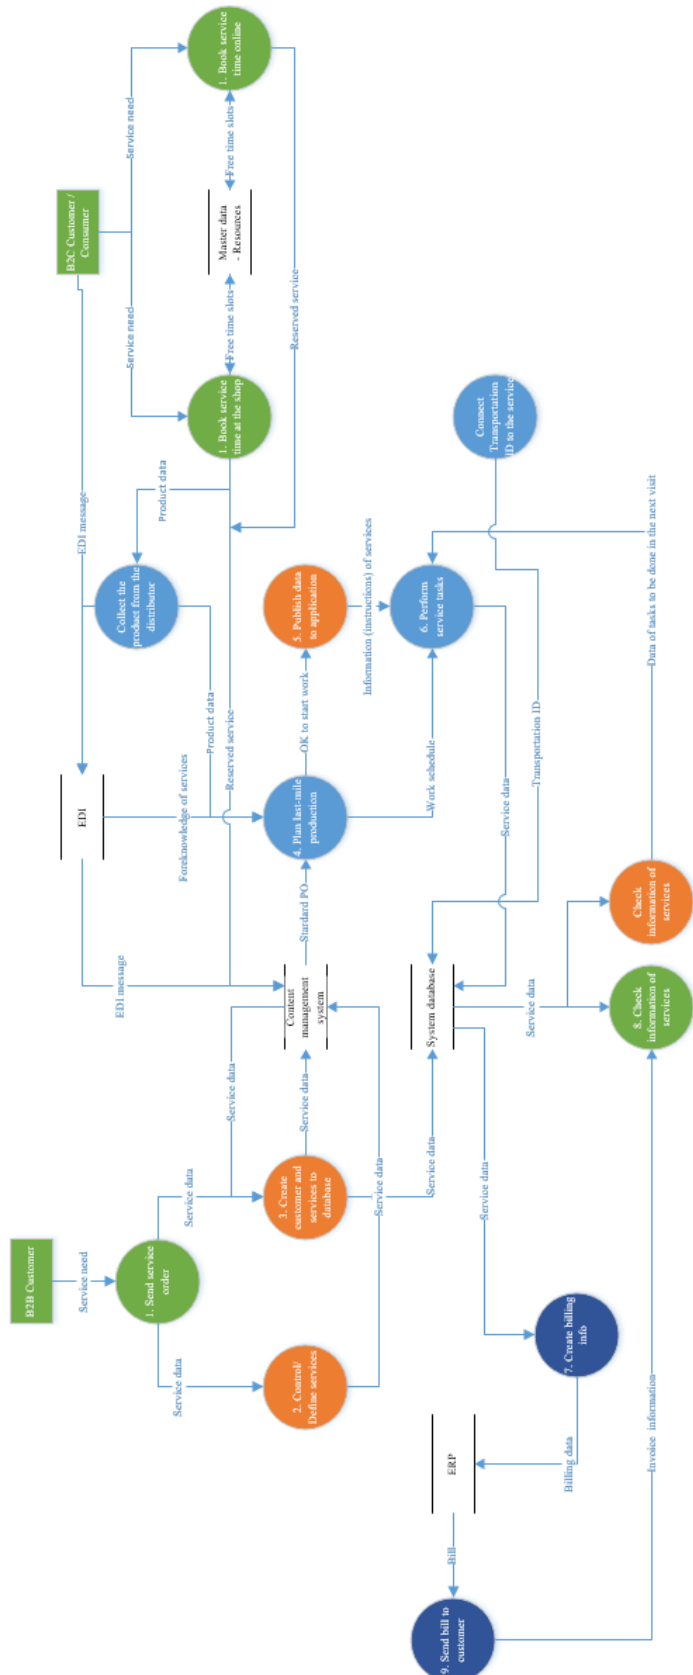 B2B Customer
Service need
1. Send service
order
Service data
Service data
2. Control/
Define services
3. Create
customer and
services to
database
Service data
Service data
Service data
Service data
Content
management
system
B2C Customer /
Consumer
Service need
Service need
1. Book service
time at the shop
1. Book service
time online
Free time slots
Free time slots
Master data
- Resources
Reserved service
Reserved service
Product data
Product data
Collect the
product from the
distributor
EDI message
EDI
EDI message
Foreknowledge of services
Stardard PO
4. Plan last-mile
production
OK to start work
5. Publish data
to application
Work schedule
Information (instructions) of services
6. Perform
service tasks
Connect
Transportation
ID to the service
Transportation ID
Service data
System database
Service data
Service data
7. Create billing
info
Billing data
ERP
Bill
9. Send bill to
customer
Invoice information
8. Check
information of
services
Check
information of
services
Data of tasks to be done in the next visit